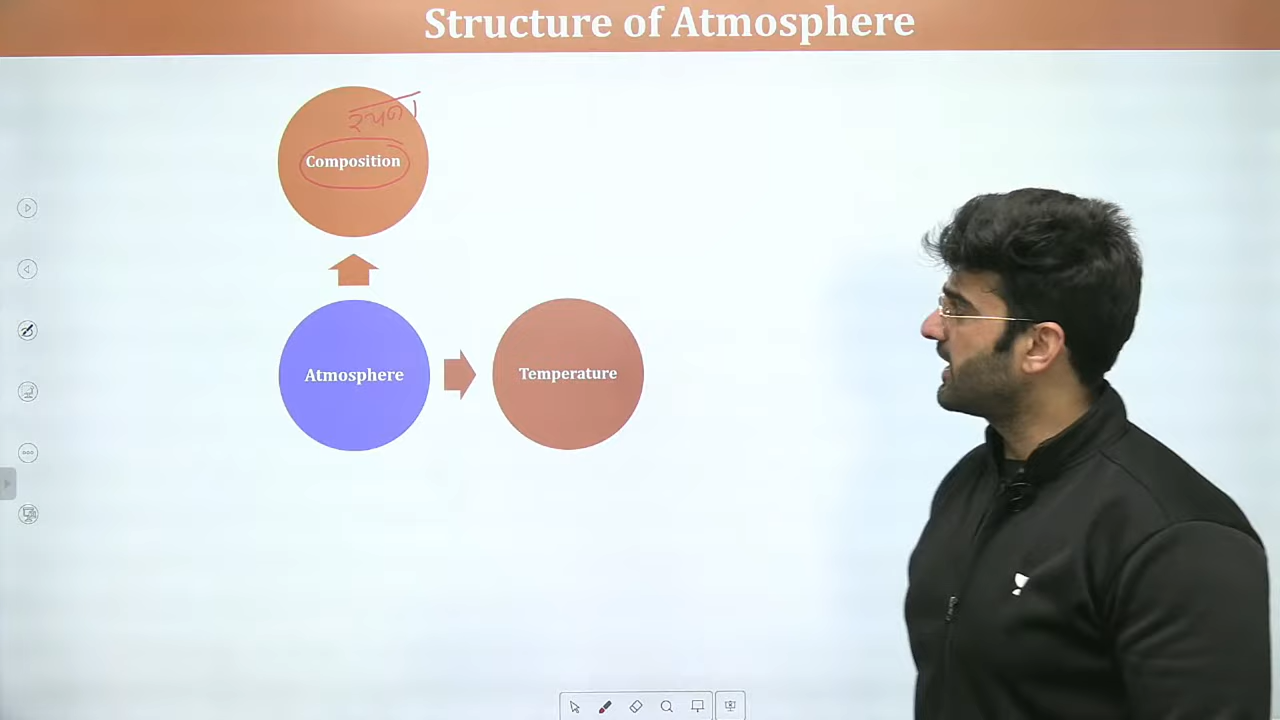 Structure of Atmosphere
रचना
Composition
Atmosphere
Temperature